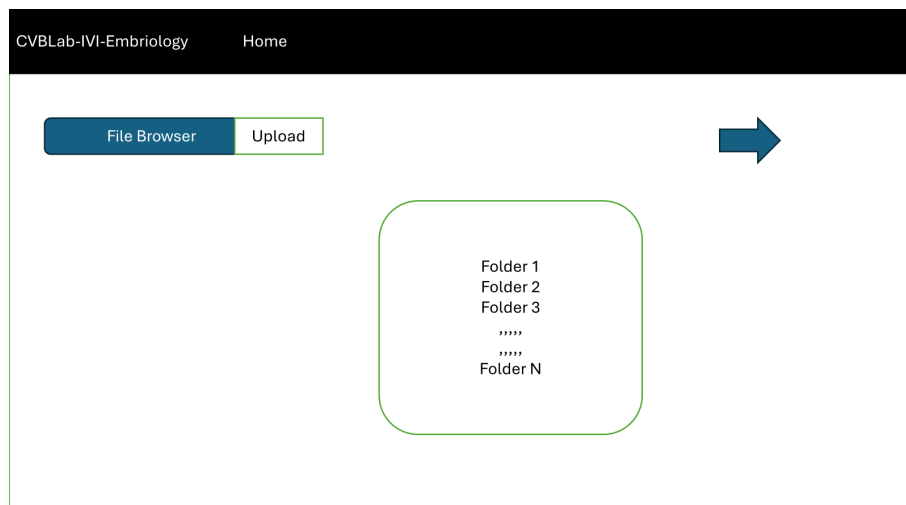 CVBLab-IVI-Embriology Home
File Browser Upload
Folder 1
Folder 2
Folder 3
,,,,,
,,,,,
Folder N